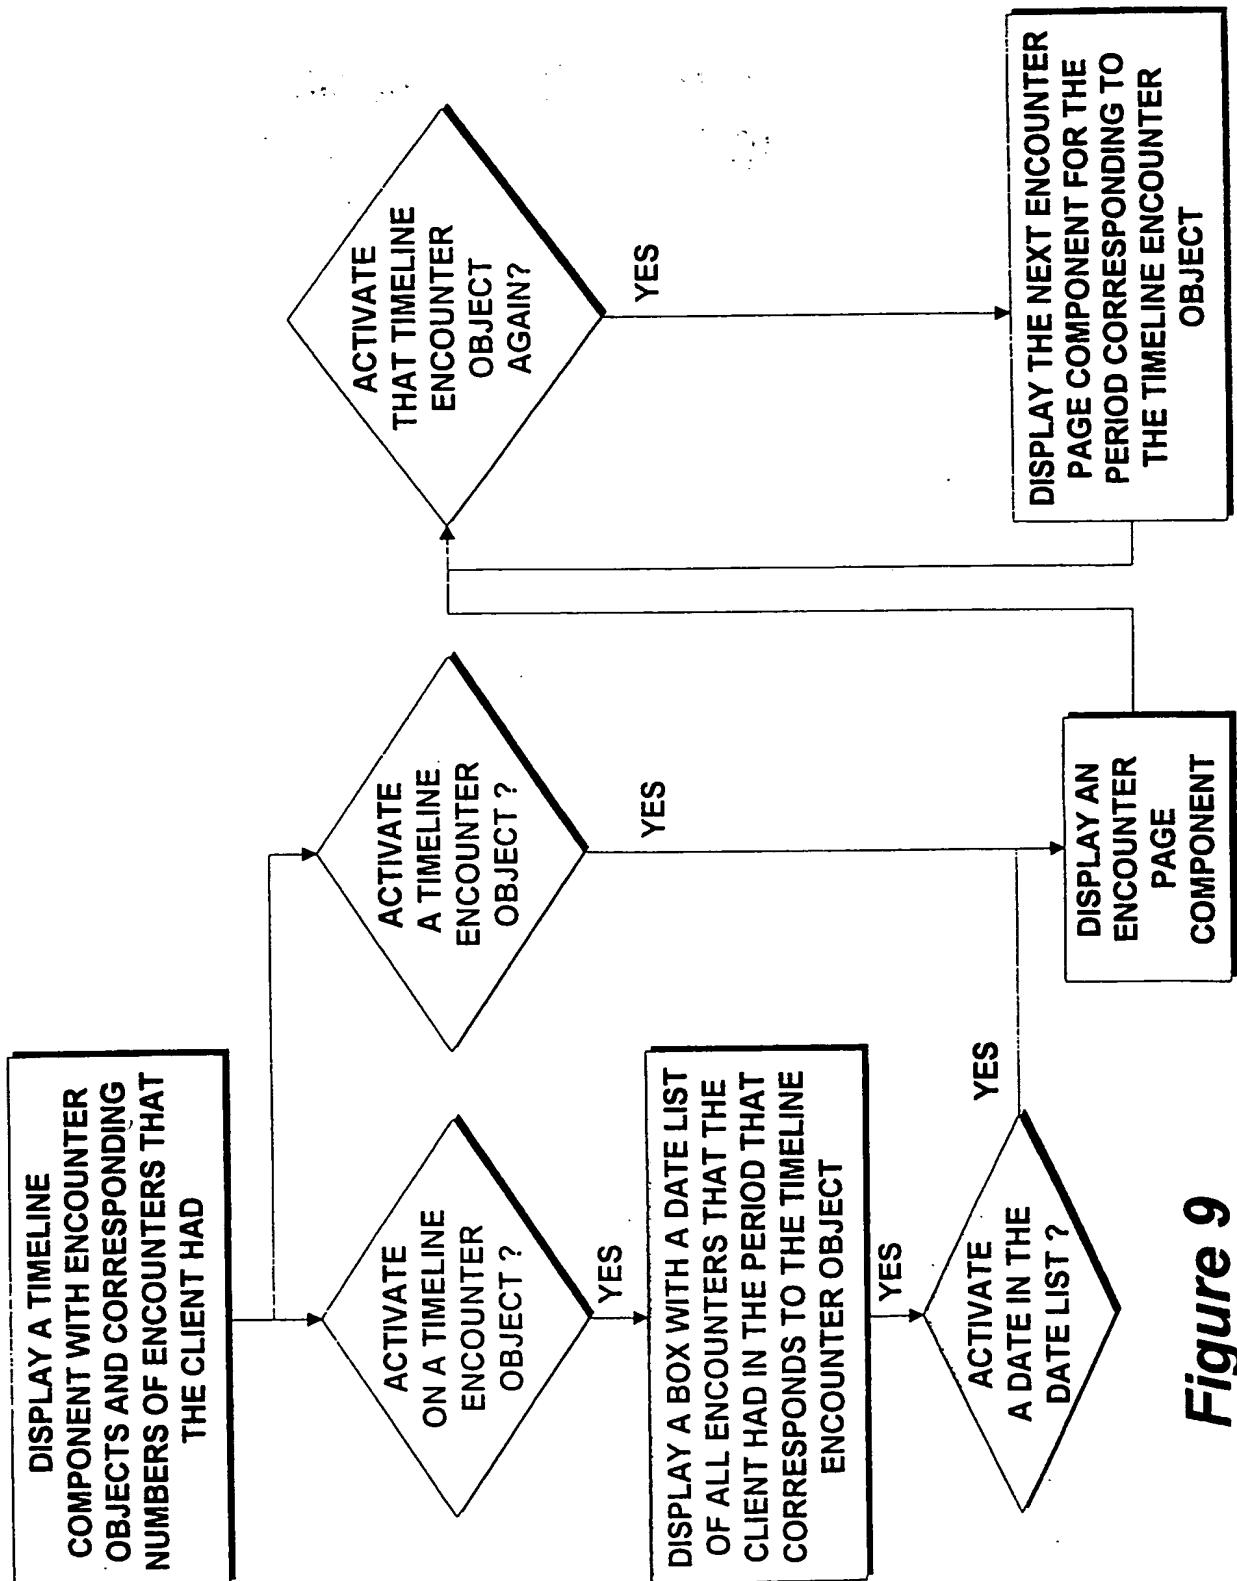 DISPLAY A TIMELINE
COMPONENT WITH ENCOUNTER
OBJECTS AND CORRESPONDING
NUMBERS OF ENCOUNTERS THAT
THE CLIENT HAD
ACTIVATE
ON A TIMELINE
ENCOUNTER
OBJECT ?
YES
DISPLAY A BOX WITH A DATE LIST
OF ALL ENCOUNTERS THAT THE
CLIENT HAD IN THE PERIOD THAT
CORRESPONDS TO THE TIMELINE
ENCOUNTER OBJECT
YES
ACTIVATE
A DATE IN THE
DATE LIST ?
YES
ACTIVATE
A TIMELINE
ENCOUNTER
OBJECT ?
YES
DISPLAY AN
ENCOUNTER
PAGE
COMPONENT
ACTIVATE
THAT TIMELINE
ENCOUNTER
OBJECT
AGAIN?
YES
DISPLAY THE NEXT ENCOUNTER
PAGE COMPONENT FOR THE
PERIOD CORRESPONDING TO
THE TIMELINE ENCOUNTER
OBJECT
Figure 9